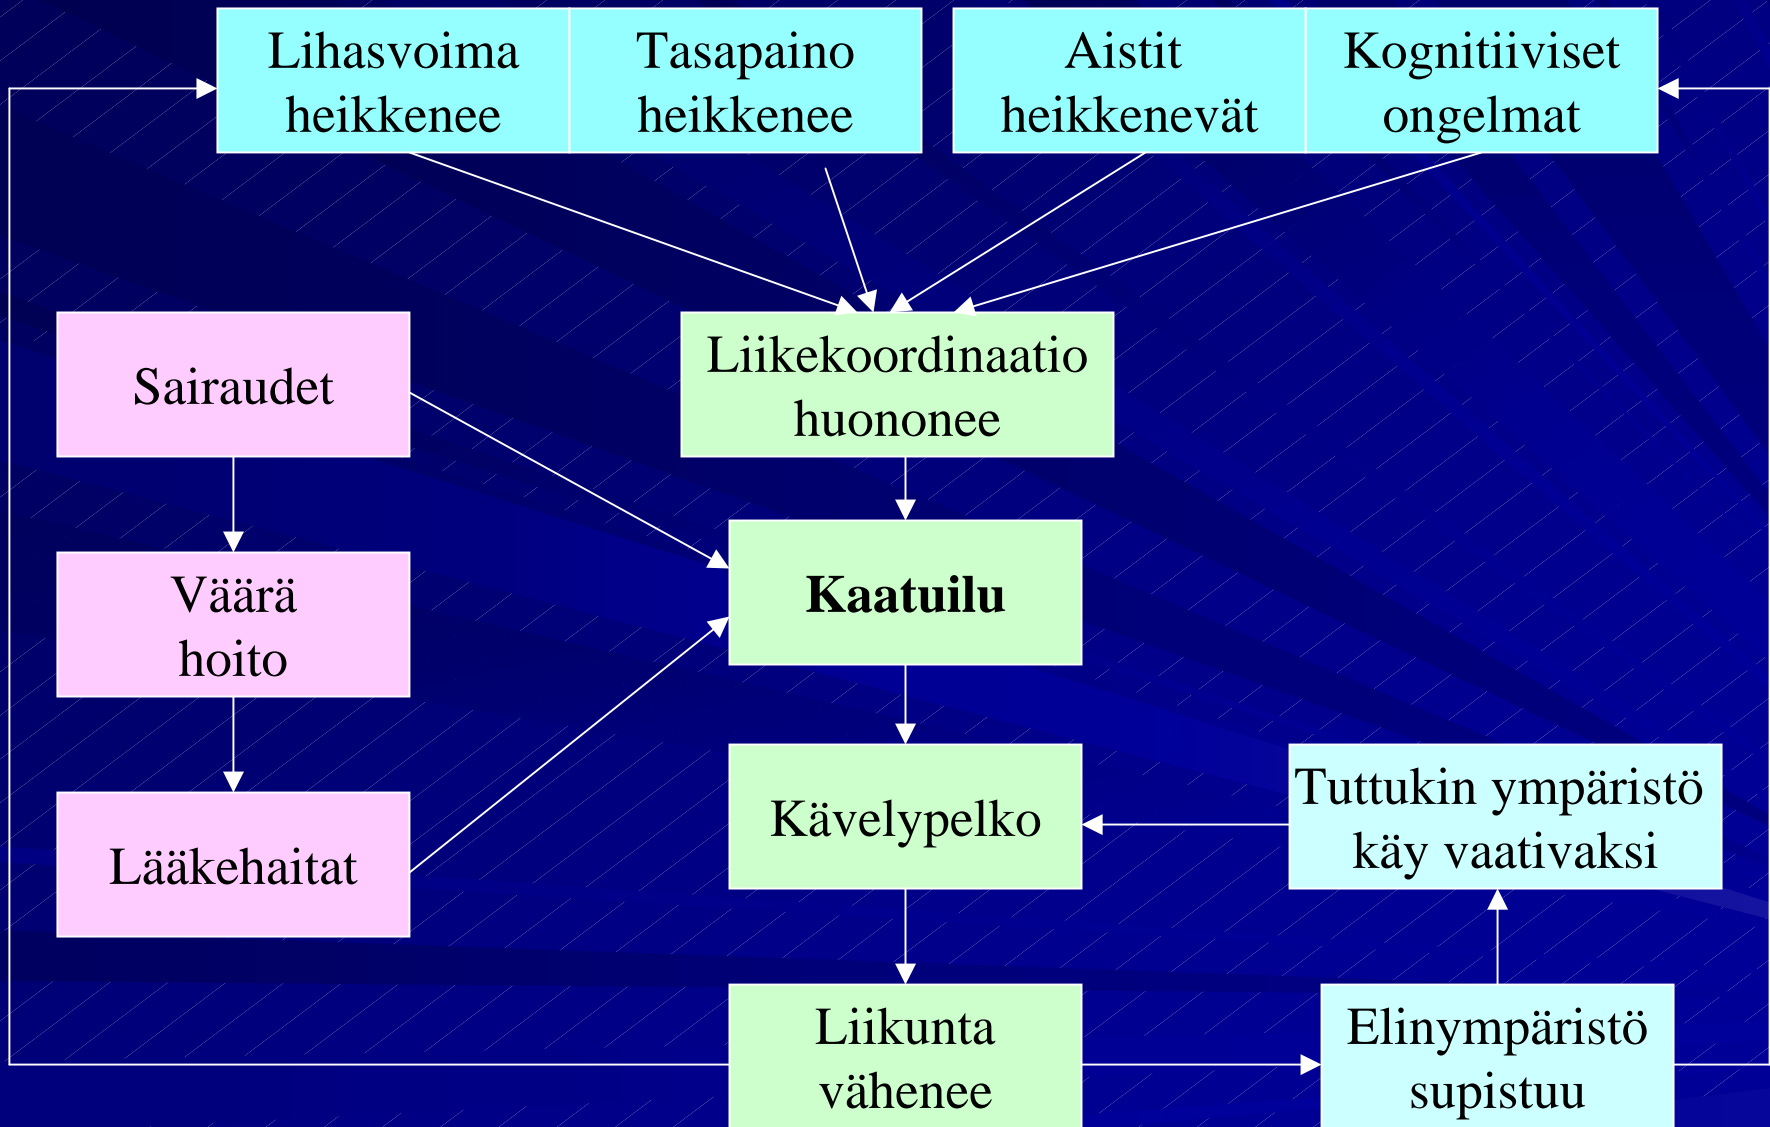 Lihasvoima
heikkenee
Tasapaino
heikkenee
Aistit
heikkenevät
Kognitiiviset
ongelmat
Sairaudet
Liikekoordinaatio
huononee
Väärä
hoito
Kaatuilu
Lääkehaitat
Kävelypelko
Tuttukin ympäristö
käy vaativaksi
Liikunta
vähenee
Elinympäristö
supistuu